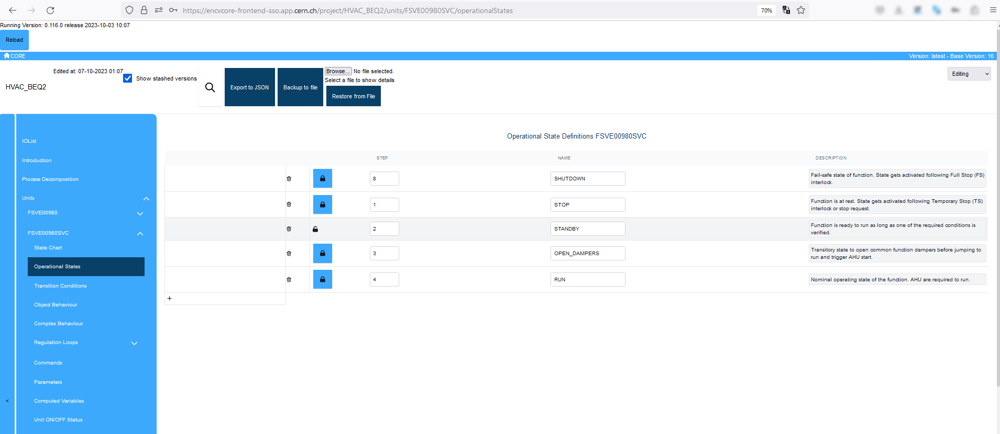 https://encvcore-frontend-sso.app.cern.ch/project/HVAC_BEQ2/units/FSVE00980SVC/operationalStates
70%
Running Version: 0.116.0 release 2023-10-03 10:07
Reload
CORE
Version: latest - Base Version: 16
HVAC_BEQ2
Edited at: 07-10-2023 01:07
Show stashed versions
Export to JSON
Backup to file
Browse... No file selected.
Select a file to show details
Restore from File
Editing
IOList
Introduction
Process Decomposition
Units
FSVE00980
FSVE00980SVC
State Chart
Operational States
Transition Conditions
Object Behaviour
Complex Behaviour
Regulation Loops
Commands
Parameters
Computed Variables
Unit ON/OFF Status
<
Operational State Definitions FSVE00980SVC
STEP NAME DESCRIPTION
8 SHUTDOWN Fail-safe state of function. State gets activated following Full Stop (FS)
interlock.
1 STOP Function is at rest. State gets activated following Temporary Stop (TS)
interlock or stop request.
2 STANDBY Function is ready to run as long as one of the required conditions is
verified.
3 OPEN_DAMPERS Transitory state to open common function dampers before jumping to
run and trigger AHU start.
4 RUN Nominal operating state of the function. AHU are required to run.
+